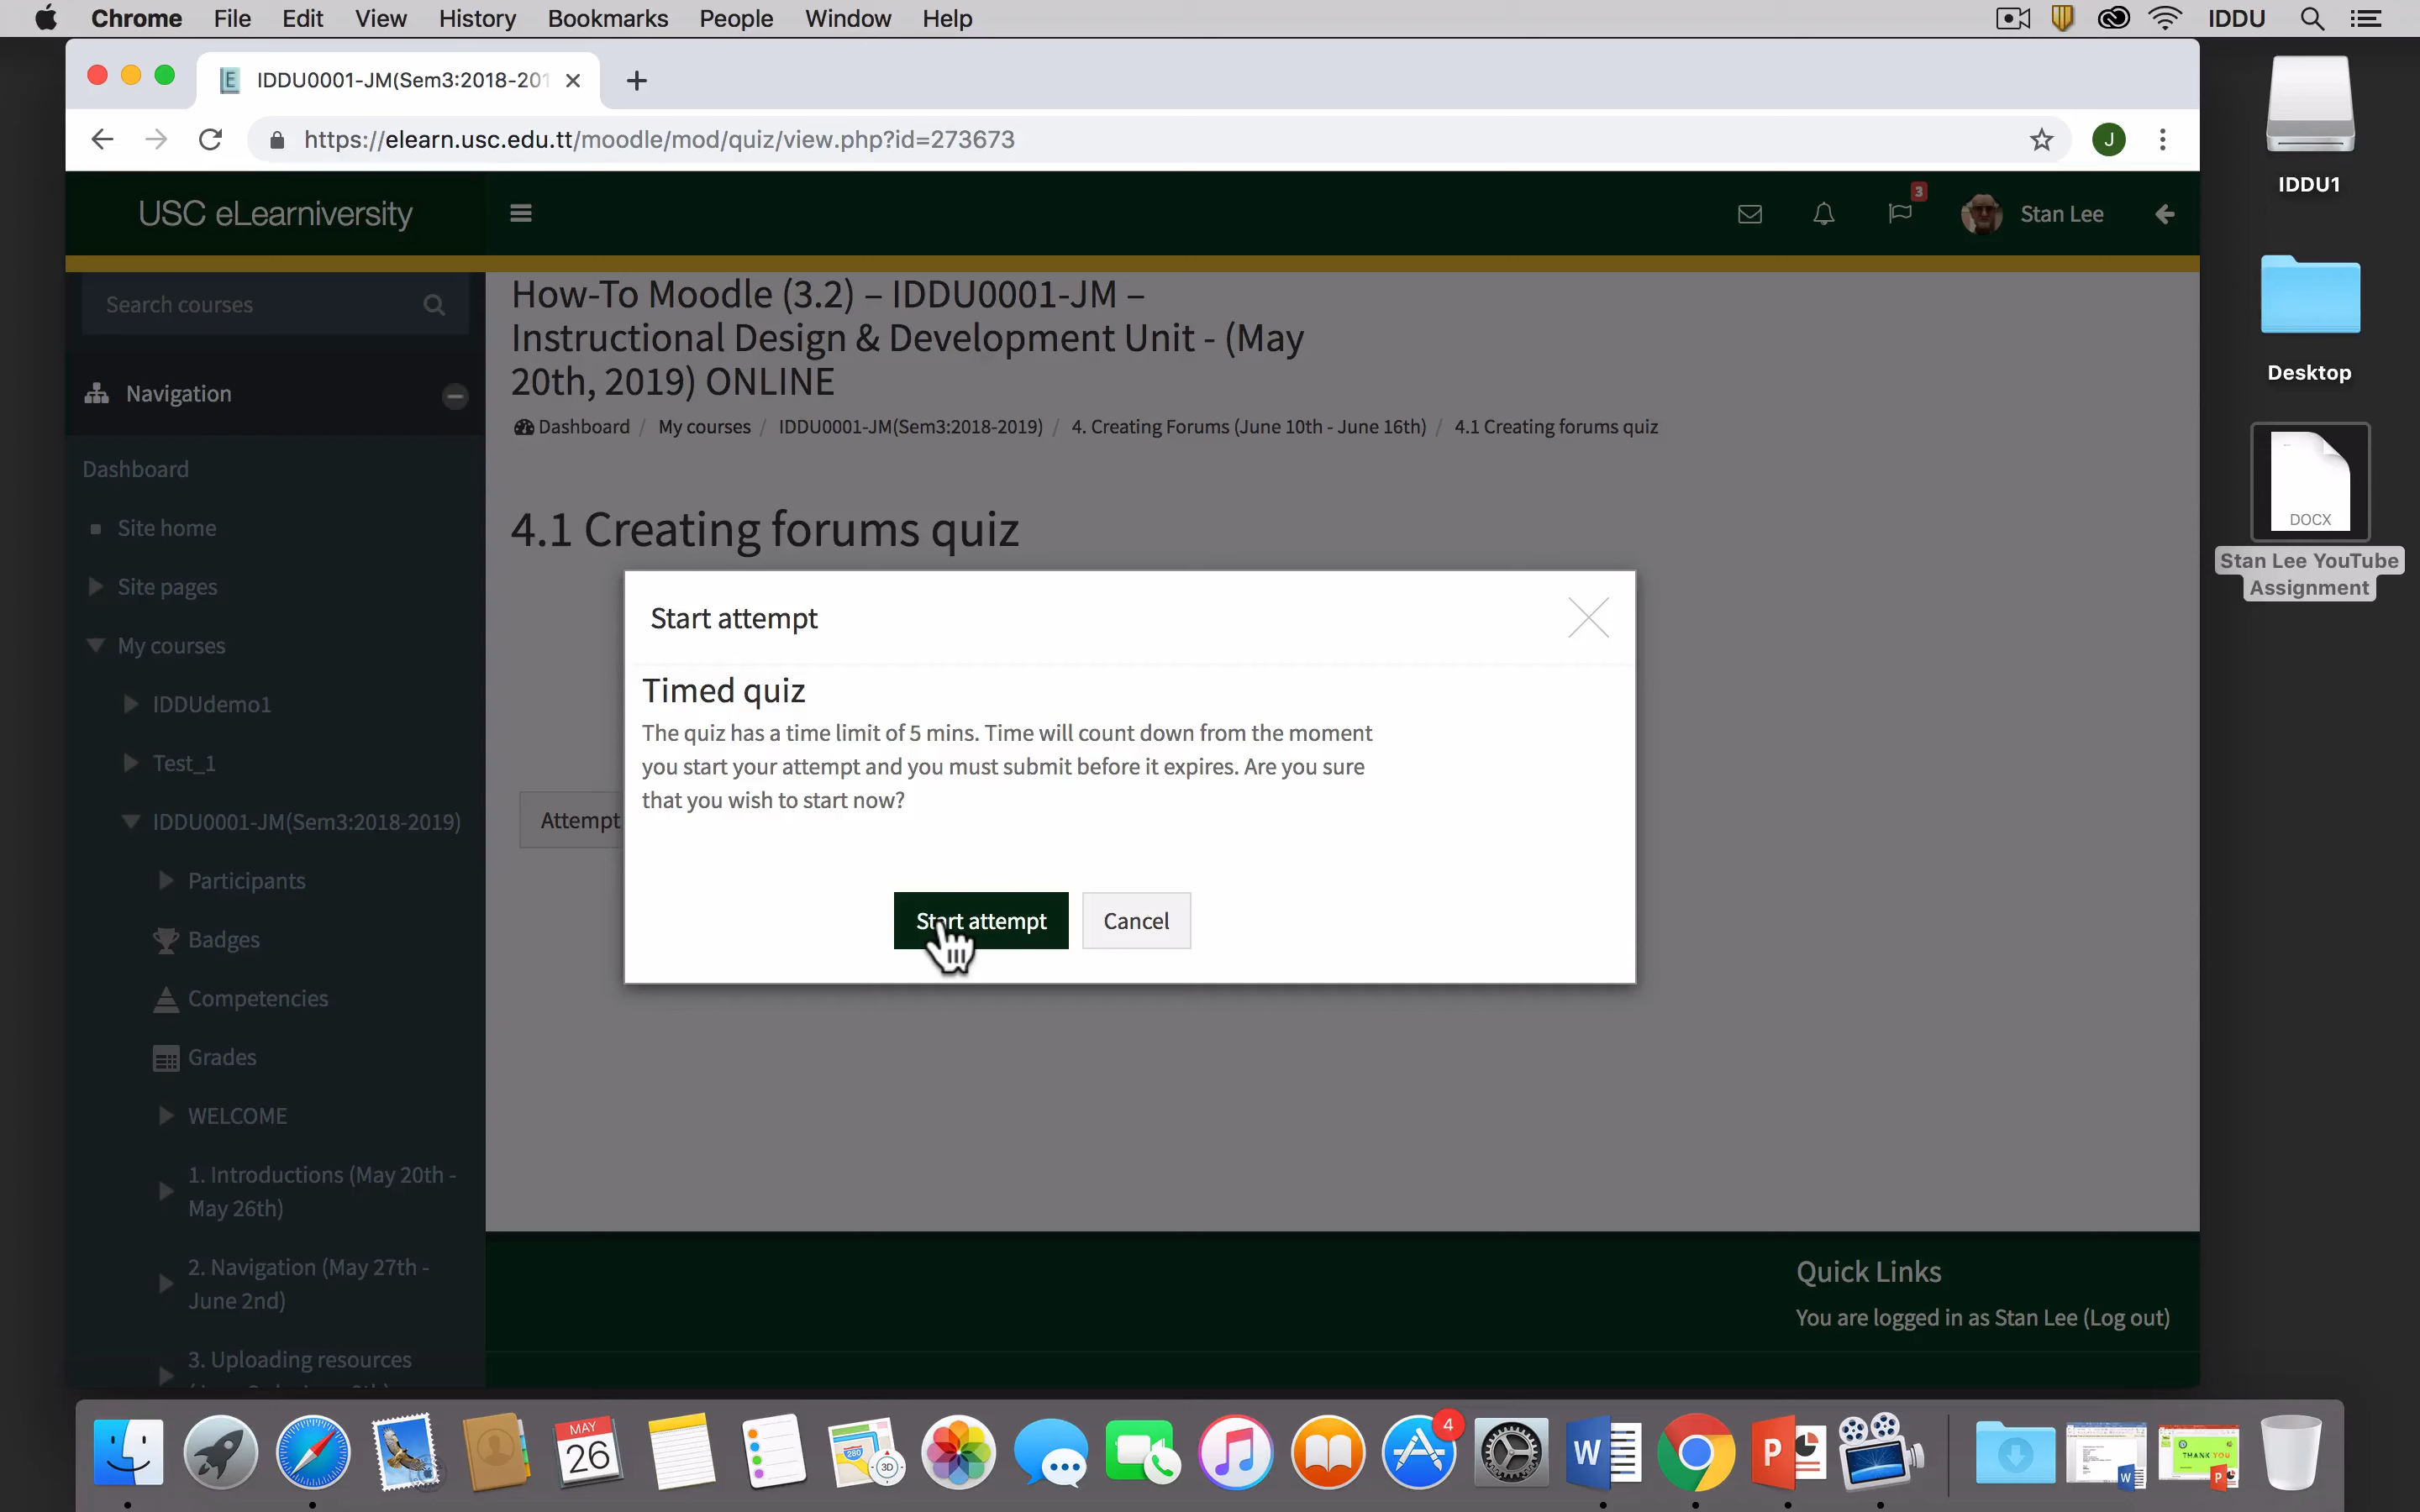 Chrome File Edit View History Bookmarks People Window Help IDDU
IDDU0001-JM(Sem3:2018-201
https://elearn.usc.edu.tt/moodle/mod/quiz/view.php?id=273673 J
USC eLearniversity 3 Stan Lee
Search courses
Navigation
Dashboard
Site home
Site pages
My courses
IDDUdemo1
Test_1
IDDU0001-JM(Sem3:2018-2019)
Participants
Badges
Competencies
Grades
WELCOME
1. Introductions (May 20th -
May 26th)
2. Navigation (May 27th -
June 2nd)
3. Uploading resources
How-To Moodle (3.2) – IDDU0001-JM –
Instructional Design & Development Unit - (May
20th, 2019) ONLINE
Dashboard / My courses / IDDU0001-JM(Sem3:2018-2019) / 4. Creating Forums (June 10th - June 16th) / 4.1 Creating forums quiz
4.1 Creating forums quiz
Attempt
Start attempt
Timed quiz
The quiz has a time limit of 5 mins. Time will count down from the moment
you start your attempt and you must submit before it expires. Are you sure
that you wish to start now?
Start attempt Cancel
Quick Links
You are logged in as Stan Lee (Log out)
IDDU1
Desktop
DOCX
Stan Lee YouTube
Assignment
MAY
26
280
3D
4
W
P
W
THANK YOU
P